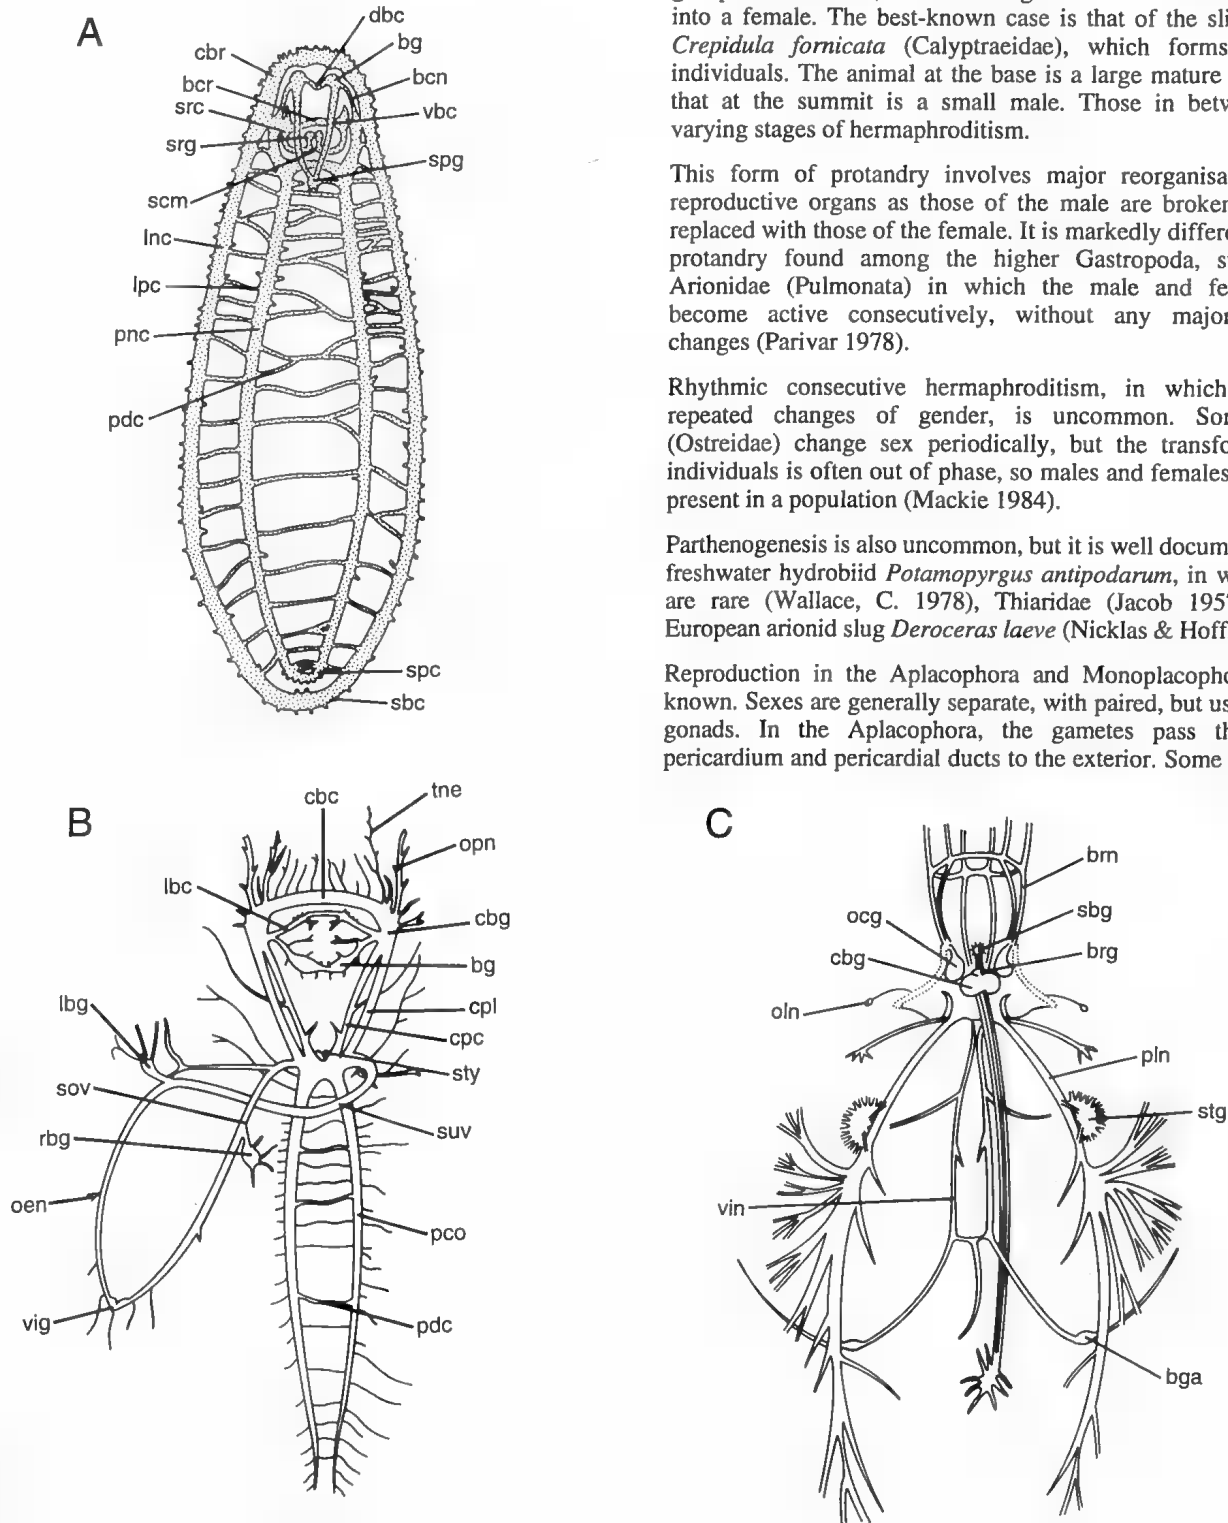 A
dbc
bg
cbr
bcn
bcr
src
vbc
srg
spg
scm
lnc
lpc
pnc
pdc
spc
sbc
into a female. The best-known case is that of the sli
Crepidula fornicata (Calyptraeidae), which forms
individuals. The animal at the base is a large mature
that at the summit is a small male. Those in betv
varying stages of hermaphroditism.
This form of protandry involves major reorganisa
reproductive organs as those of the male are broken
replaced with those of the female. It is markedly differe
protandry found among the higher Gastropoda, s
Arionidae (Pulmonata) in which the male and fe
become active consecutively, without any major
changes (Parivar 1978).
Rhythmic consecutive hermaphroditism, in which
repeated changes of gender, is uncommon. Sor
(Ostreidae) change sex periodically, but the transfo
individuals is often out of phase, so males and females
present in a population (Mackie 1984).
Parthenogenesis is also uncommon, but it is well docum
freshwater hydrobiid Potamopyrgus antipodarum, in w
are rare (Wallace, C. 1978), Thiaridae (Jacob 195
European arionid slug Deroceras laeve (Nicklas & Hoff
Reproduction in the Aplacophora and Monoplacopho
known. Sexes are generally separate, with paired, but us
gonads. In the Aplacophora, the gametes pass th
pericardium and pericardial ducts to the exterior. Some
B
cbc
tne
opn
lbc
cbg
bg
lbg
cpl
cpc
sov
sty
rbg
suv
oen
pco
vig
pdc
C
brn
ocg
sbg
cbg
brg
oln
pln
stg
vin
bga